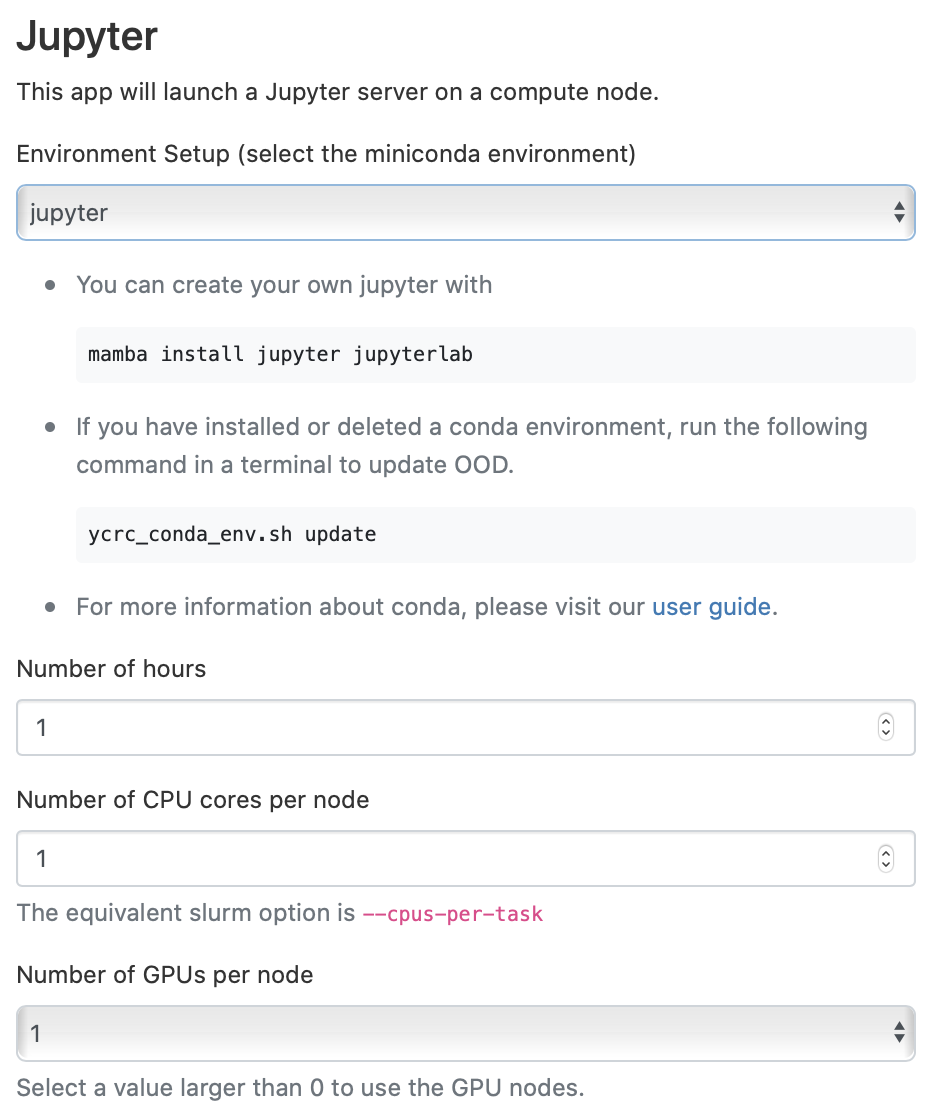 Jupyter
This app will launch a Jupyter server on a compute node.
Environment Setup (select the miniconda environment)
jupyter
You can create your own jupyter with
mamba install jupyter jupyterlab
If you have installed or deleted a conda environment, run the following
command in a terminal to update OOD.
ycrc_conda_env.sh update
For more information about conda, please visit our user guide.
Number of hours
1
Number of CPU cores per node
1
The equivalent slurm option is --cpus-per-task
Number of GPUs per node
1
Select a value larger than 0 to use the GPU nodes.